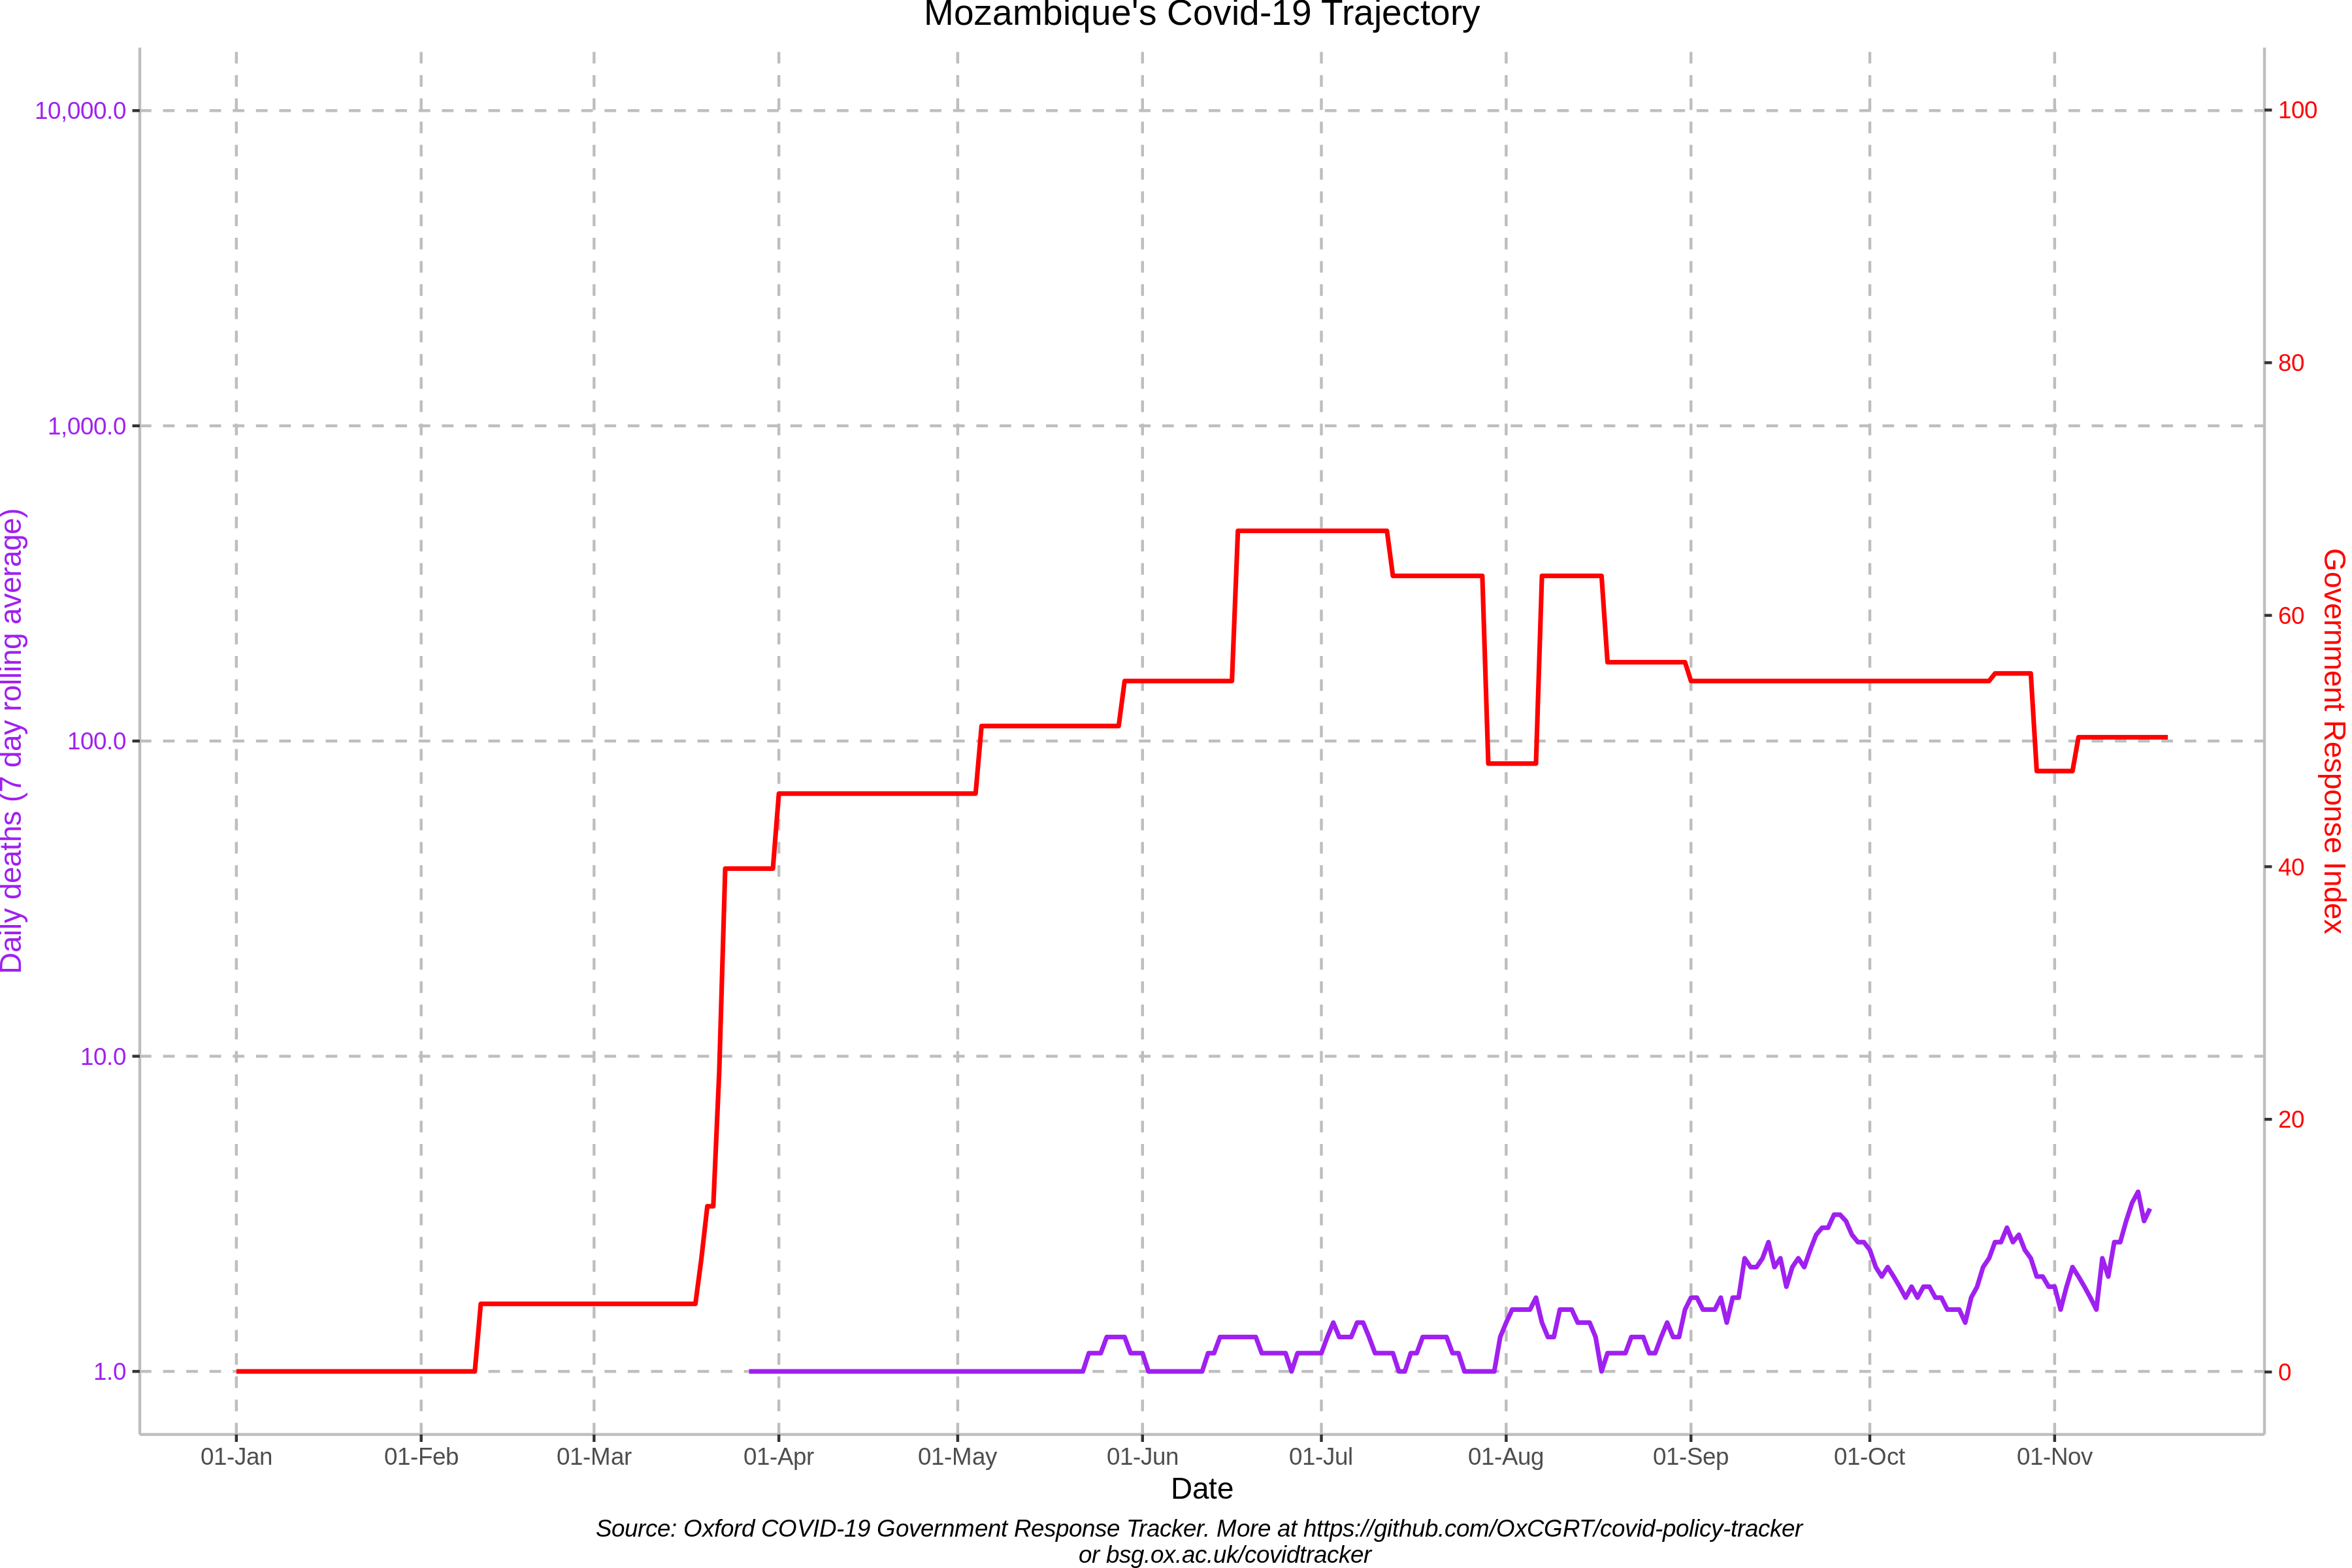 Mozambique's Covid-19 Trajectory
10,000.0
1,000.0
100.0
10.0
1.0
Daily deaths (7 day rolling average)
100
80
60
40
20
0
Government Response Index
01-Jan 01-Feb 01-Mar 01-Apr 01-May 01-Jun 01-Jul 01-Aug 01-Sep 01-Oct 01-Nov
Date
Source: Oxford COVID-19 Government Response Tracker. More at https://github.com/OxCGRT/covid-policy-tracker
or bsg.ox.ac.uk/covidtracker